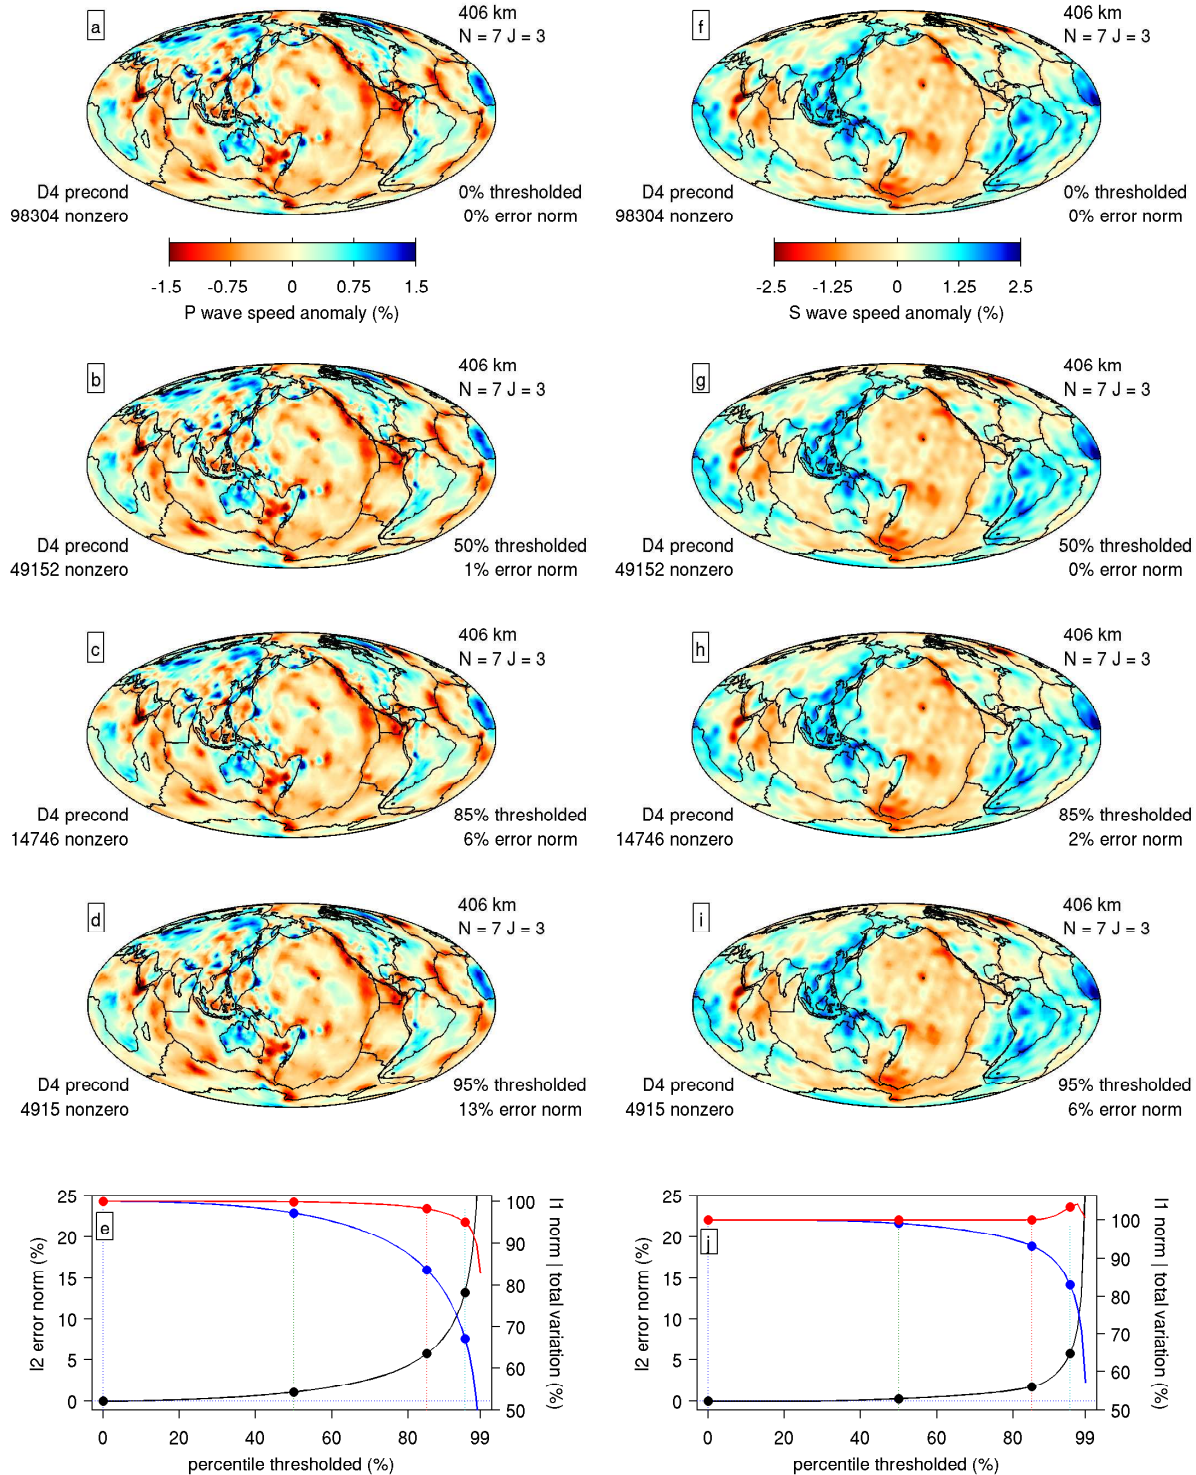 a
406 km
N = 7 J = 3
D4 precond
98304 nonzero
0% thresholded
0% error norm
-1.5 -0.75 0 0.75 1.5
P wave speed anomaly (%)
f
406 km
N = 7 J = 3
D4 precond
98304 nonzero
0% thresholded
0% error norm
-2.5 -1.25 0 1.25 2.5
S wave speed anomaly (%)
b
406 km
N = 7 J = 3
D4 precond
49152 nonzero
50% thresholded
1% error norm
g
406 km
N = 7 J = 3
D4 precond
49152 nonzero
50% thresholded
0% error norm
c
406 km
N = 7 J = 3
D4 precond
14746 nonzero
85% thresholded
6% error norm
h
406 km
N = 7 J = 3
D4 precond
14746 nonzero
85% thresholded
2% error norm
d
406 km
N = 7 J = 3
D4 precond
4915 nonzero
95% thresholded
13% error norm
i
406 km
N = 7 J = 3
D4 precond
4915 nonzero
95% thresholded
6% error norm
e
l2 error norm (%)
25
20
15
10
5
0
l1 norm | total variation (%)
100
90
80
70
60
50
0 20 40 60 80 99
percentile thresholded (%)
j
l2 error norm (%)
25
20
15
10
5
0
l1 norm | total variation (%)
100
90
80
70
60
50
0 20 40 60 80 99
percentile thresholded (%)